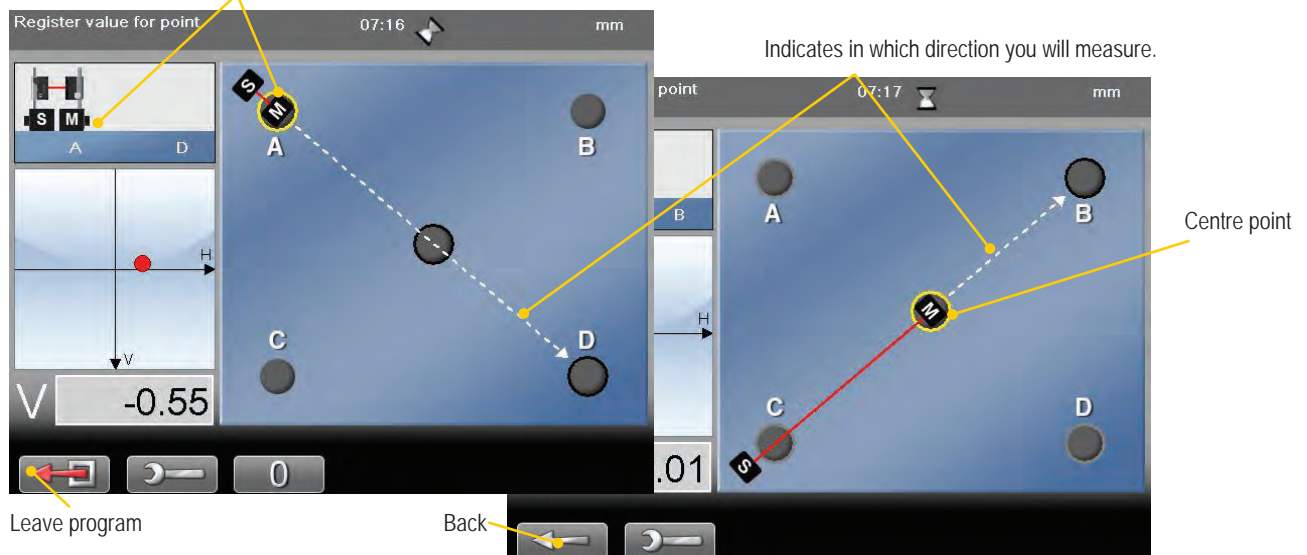 Register value for point 07:16 mm
S M
A D
S
M
A
B
H
C
D
V
V -0.55
0
Leave program
Indicates in which direction you will measure.
point 07:17 mm
A
B
B
M
Centre point
H
C
D
S
.01
Back